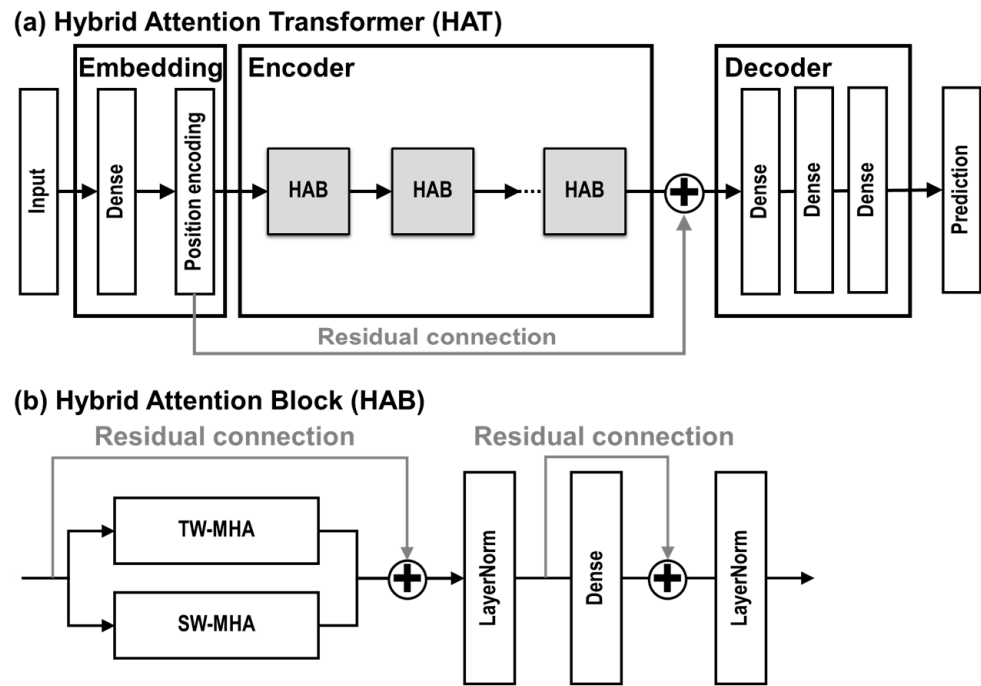 (a) Hybrid Attention Transformer (HAT)
Embedding
Encoder
Decoder
Input
Dense
Position encoding
HAB
HAB
HAB
Dense
Dense
Dense
Prediction
Residual connection
(b) Hybrid Attention Block (HAB)
Residual connection
Residual connection
TW-MHA
SW-MHA
LayerNorm
Dense
LayerNorm